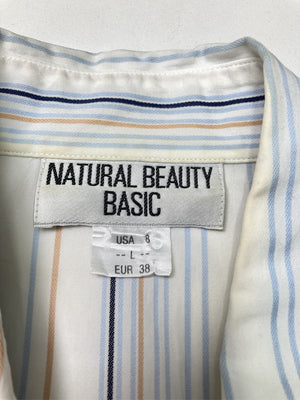 NATURAL BEAUTY
BASIC
USA 8
-- L --
EUR 38